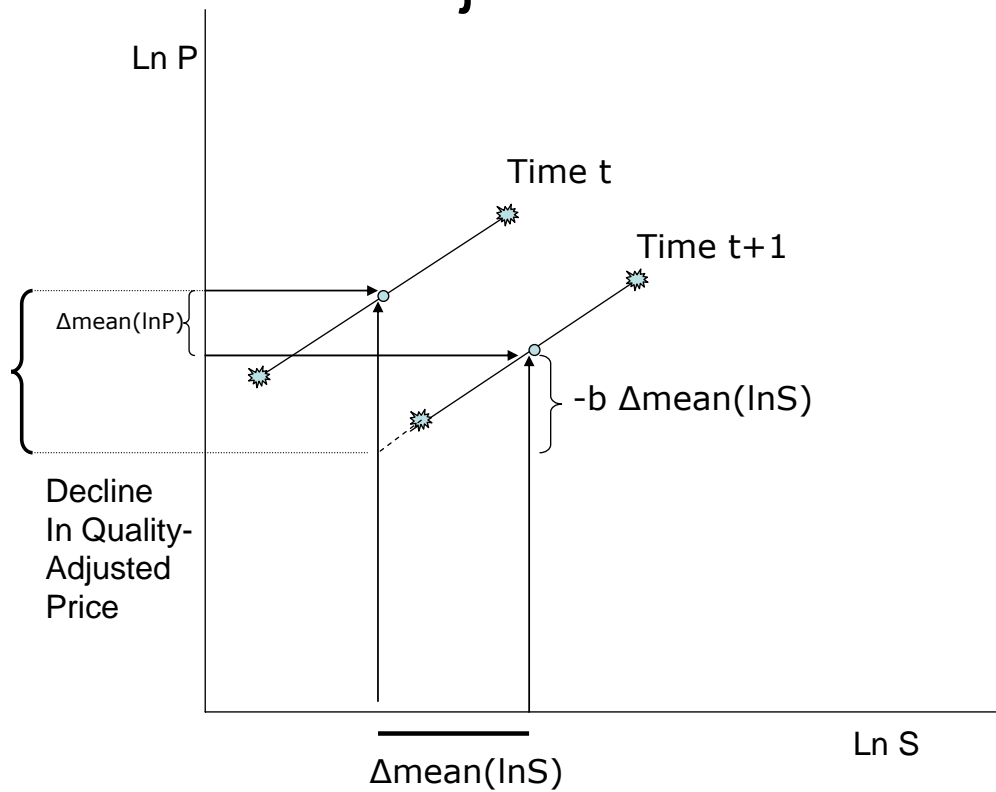 Ln P
Time t
Time t+1
Δmean(lnP)
-b Δmean(lnS)
Decline
In Quality-
Adjusted
Price
Ln S
Δmean(lnS)